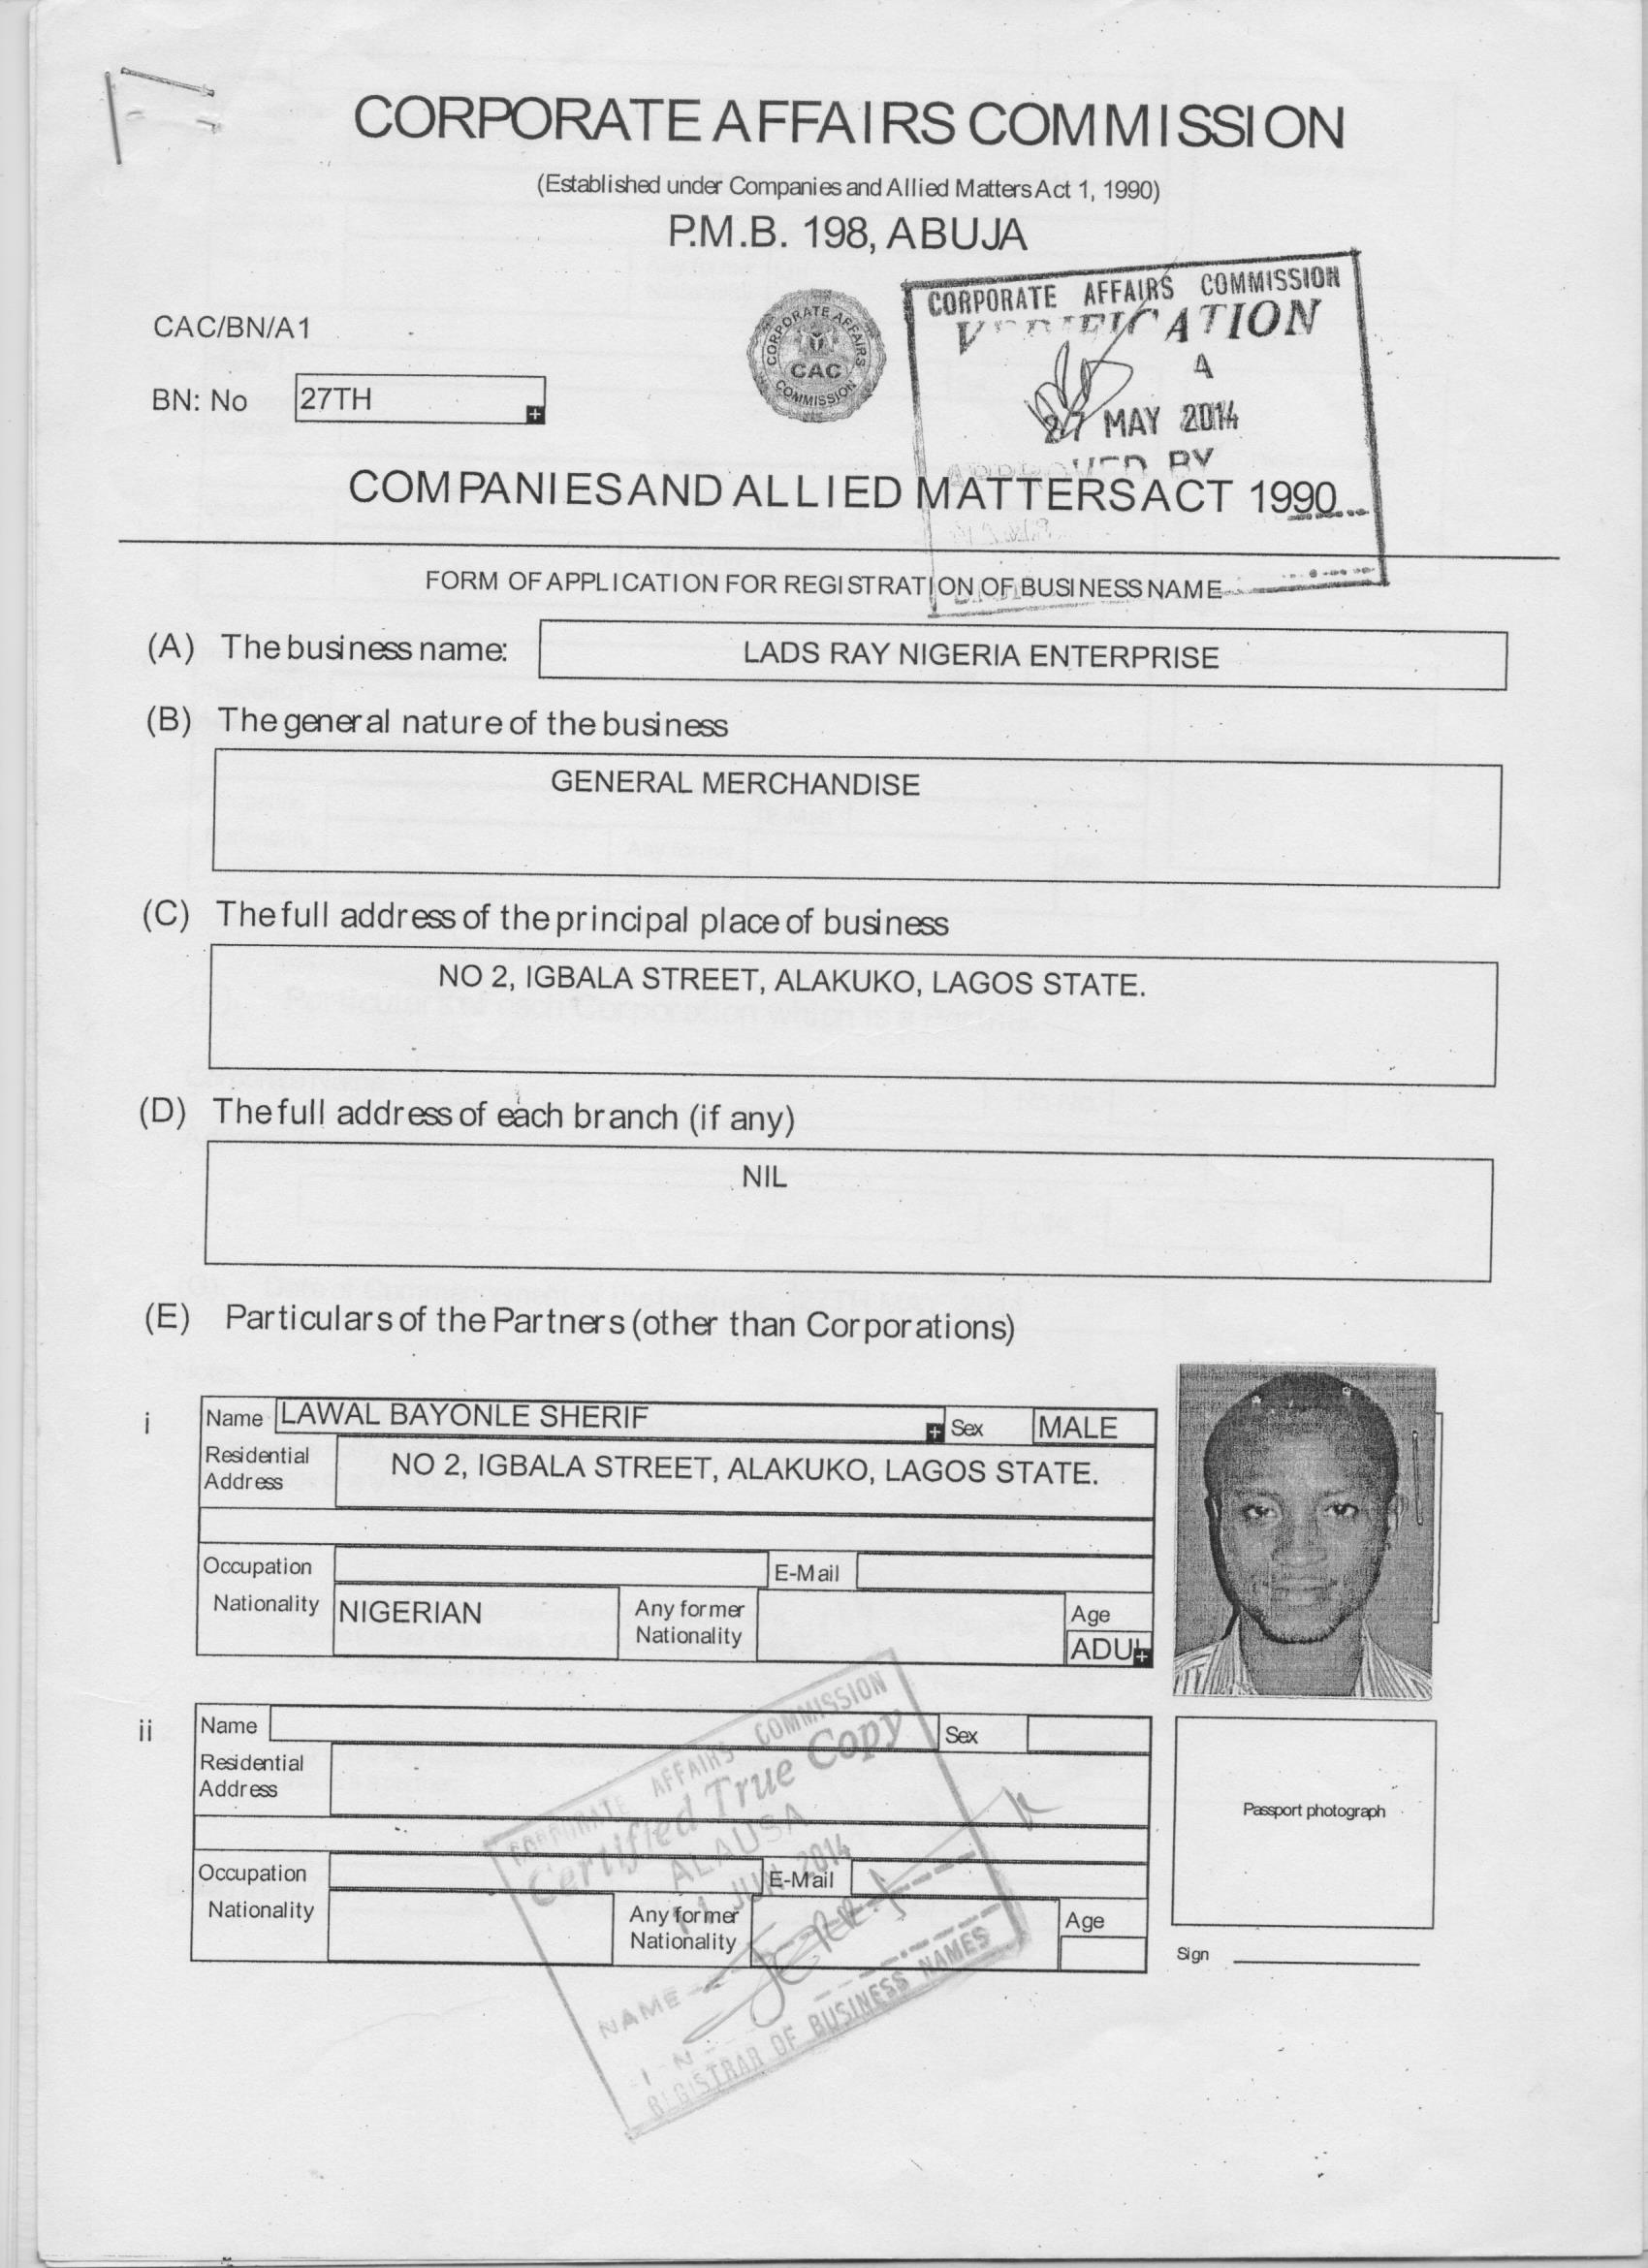 CORPORATE AFFAIRS COMMISSION
(Established under Companies and Allied Matters Act 1, 1990)
P.M.B. 198, ABUJA
CORPORATE AFFAIRS COMMISSION
VERIFICATION
A
27 MAY 2014
APPROVED BY
CAC/BN/A1
CORPORATE AFFAIRS
CAC
COMMISSION
BN: No 27TH
COMPANIES AND ALLIED MATTERS ACT 1990
FORM OF APPLICATION FOR REGISTRATION OF BUSINESS NAME
(A) The business name: LADS RAY NIGERIA ENTERPRISE
(B) The general nature of the business
GENERAL MERCHANDISE
(C) The full address of the principal place of business
NO 2, IGBALA STREET, ALAKUKO, LAGOS STATE.
(D) The full address of each branch (if any)
NIL
(E) Particulars of the Partners (other than Corporations)
i Name LAWAL BAYONLE SHERIF Sex MALE
Residential Address NO 2, IGBALA STREET, ALAKUKO, LAGOS STATE.
Occupation E-Mail
Nationality NIGERIAN Any former Nationality Age
ADUL
ii Name Sex
Residential Address
Occupation E-Mail
Nationality Any former Nationality Age
Passport photograph
Sign
CORPORATE AFFAIRS COMMISSION
Certified True Copy
ALAUSA
11 JUN 2014
NAME
REGISTRAR OF BUSINESS NAMES